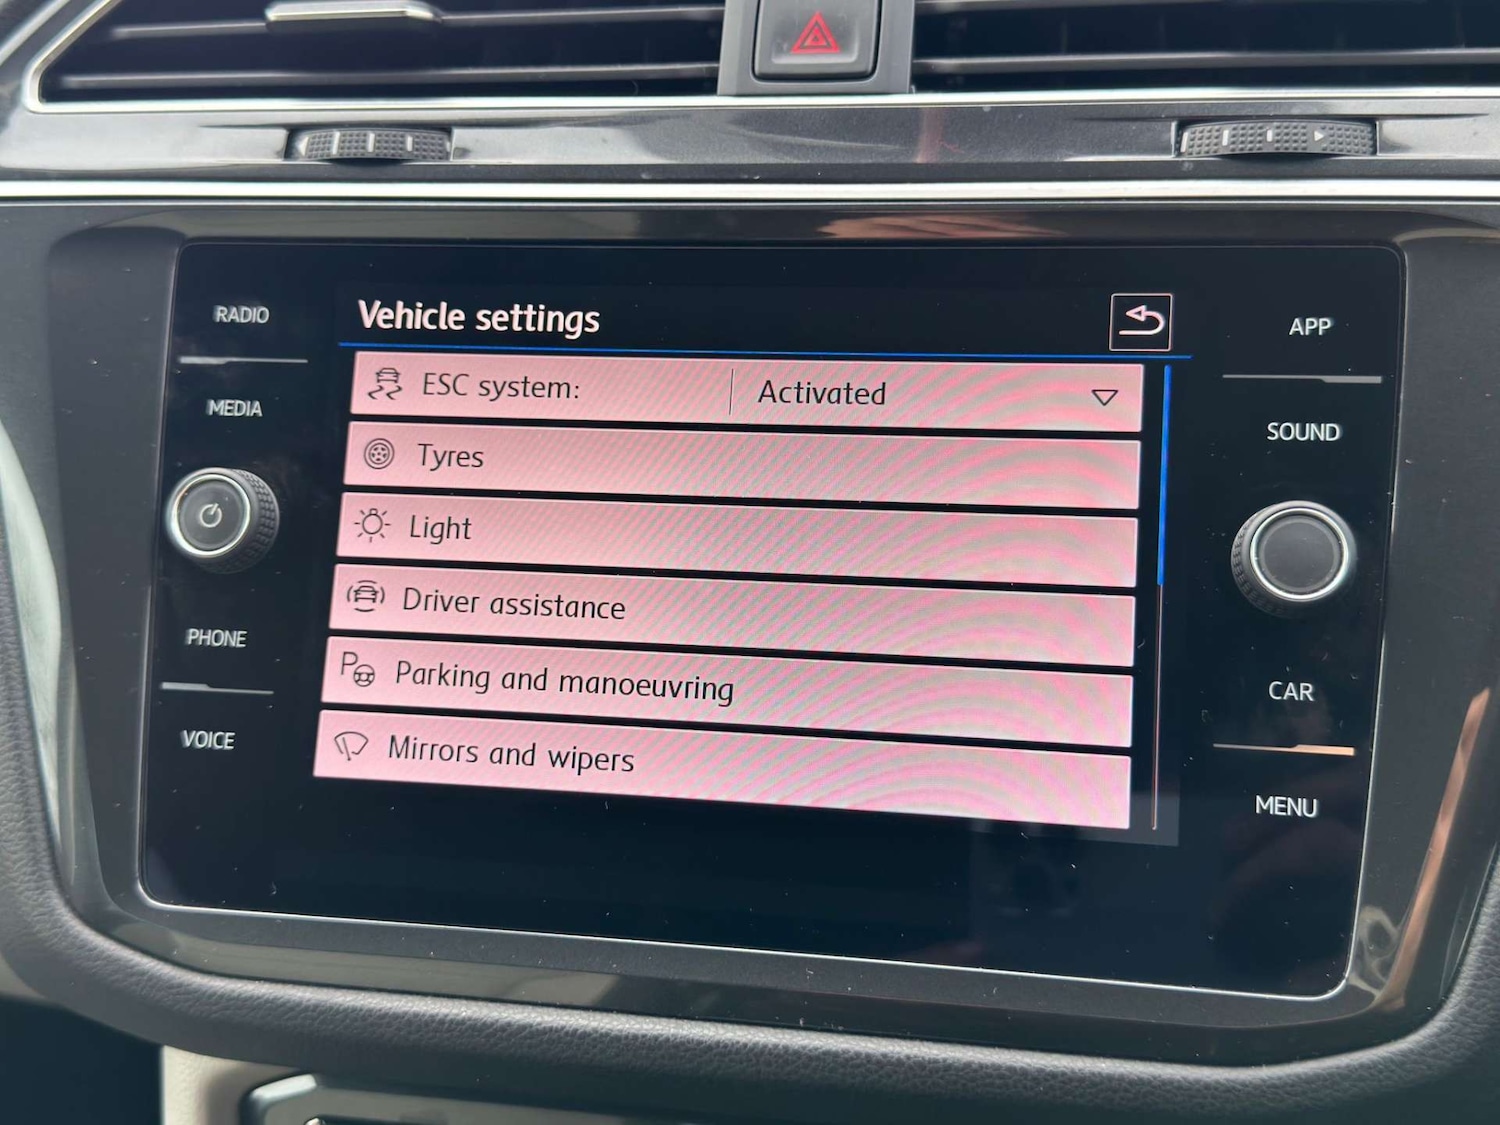 RADIO
MEDIA
PHONE
VOICE
Vehicle settings
ESC system: Activated
Tyres
Light
Driver assistance
P Parking and manoeuvring
Mirrors and wipers
APP
SOUND
CAR
MENU